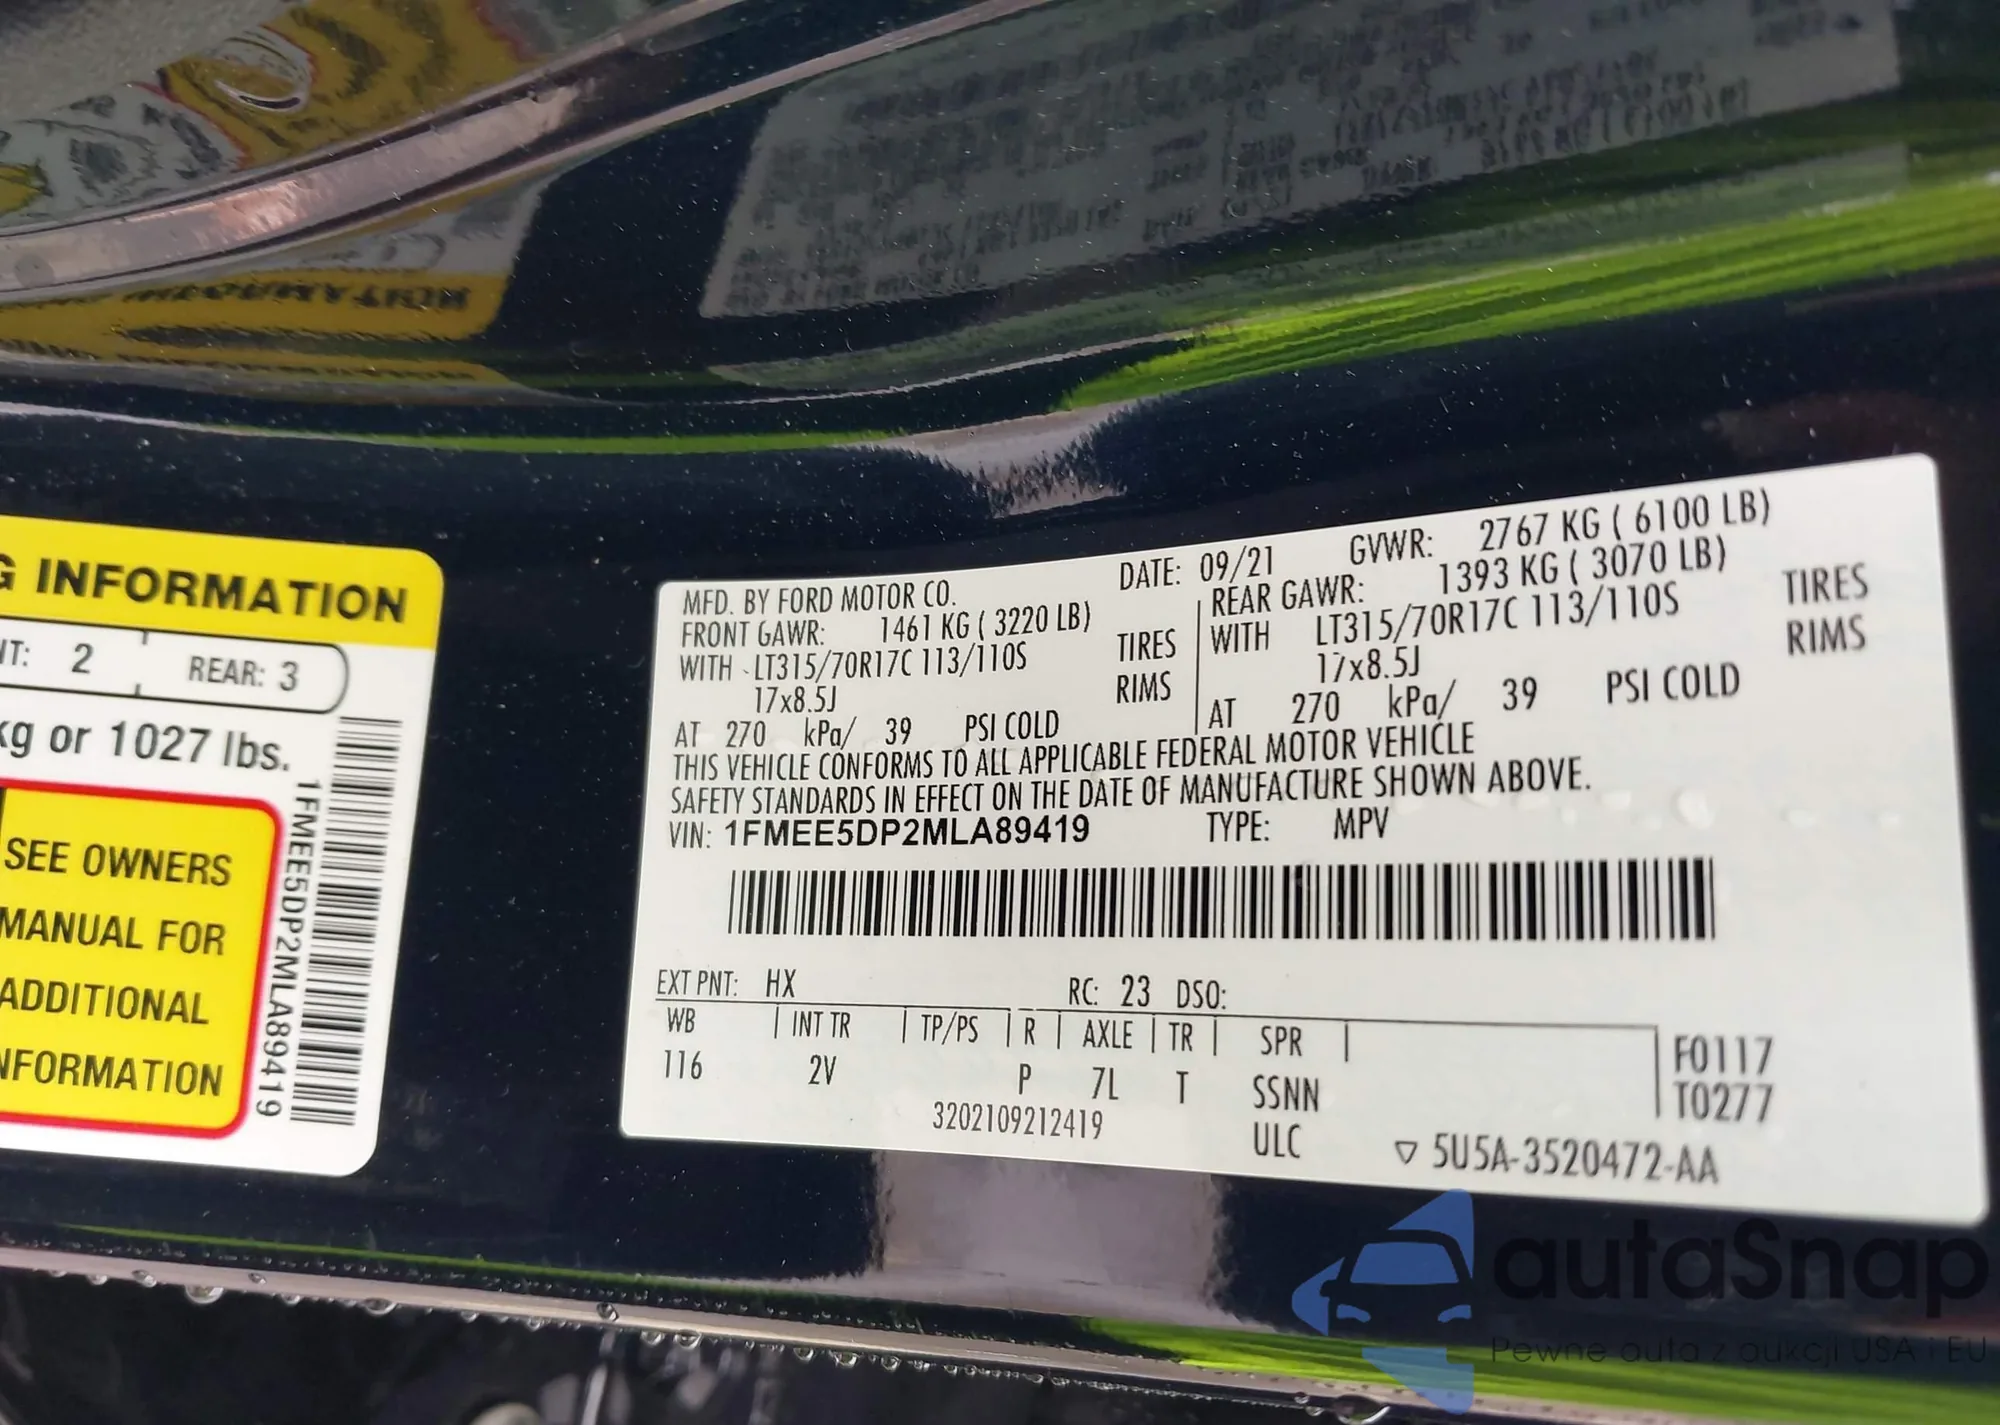 G INFORMATION
NT: 2 REAR: 3
kg or 1027 lbs.
SEE OWNERS
MANUAL FOR
ADDITIONAL
INFORMATION
1FMEE5DP2MLA89419
MFD. BY FORD MOTOR CO. DATE: 09/21 GVWR: 2767 KG ( 6100 LB)
FRONT GAWR: 1461 KG ( 3220 LB) REAR GAWR: 1393 KG ( 3070 LB)
WITH LT315/70R17C 113/110S TIRES WITH LT315/70R17C 113/110S TIRES
17x8.5J RIMS 17x8.5J RIMS
AT 270 kPa/ 39 PSI COLD AT 270 kPa/ 39 PSI COLD
THIS VEHICLE CONFORMS TO ALL APPLICABLE FEDERAL MOTOR VEHICLE
SAFETY STANDARDS IN EFFECT ON THE DATE OF MANUFACTURE SHOWN ABOVE.
VIN: 1FMEE5DP2MLA89419 TYPE: MPV
EXT PNT: HX RC: 23 DSO:
WB INT TR TP/PS R AXLE TR SPR F0117
116 2V P 7L T SSNN T0277
3202109212419 ULC ▽ 5U5A-3520472-AA
autaSnap
Pewne auta z aukcji USA i EU